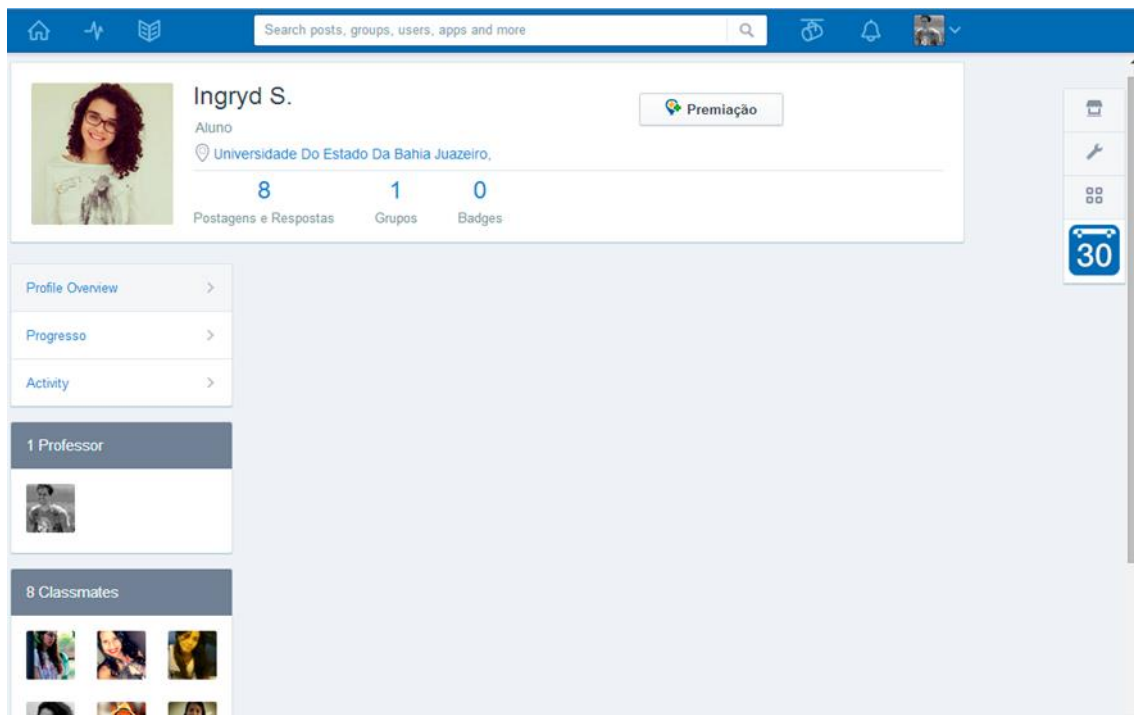 Search posts, groups, users, apps and more
Ingryd S.
Premiação
Aluno
Universidade Do Estado Da Bahia Juazeiro,
8 1 0
Postagens e Respostas Grupos Badges
30
Profile Overview
Progresso
Activity
1 Professor
8 Classmates